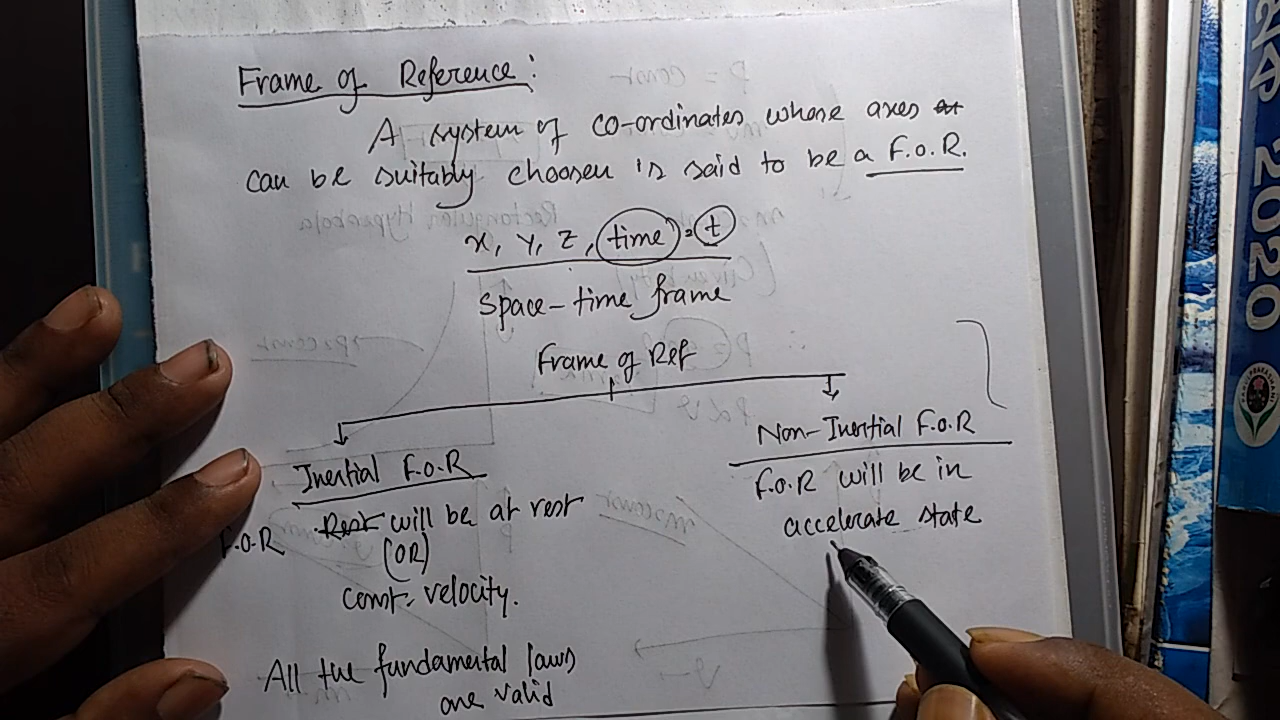 Frame of Reference:
A system of co-ordinates whose axes
can be suitably choosen is said to be a F.O.R.
x, y, z, time = t
Space-time frame
Frame of Ref
Inertial F.O.R
F.O.R Rest will be at rest
(OR)
const. velocity.
All the fundamental laws
are valid
Non-Inertial F.O.R
F.O.R will be in
accelerate state
2020